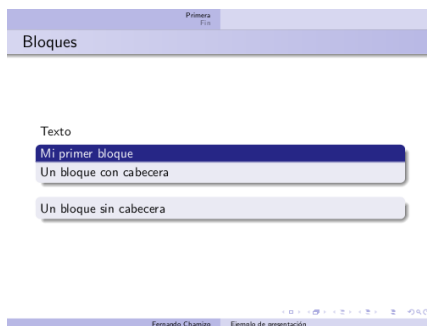 Primera
Fin
Bloques
Texto
Mi primer bloque
Un bloque con cabecera
Un bloque sin cabecera
Fernando Chamizo Ejemplo de presentación